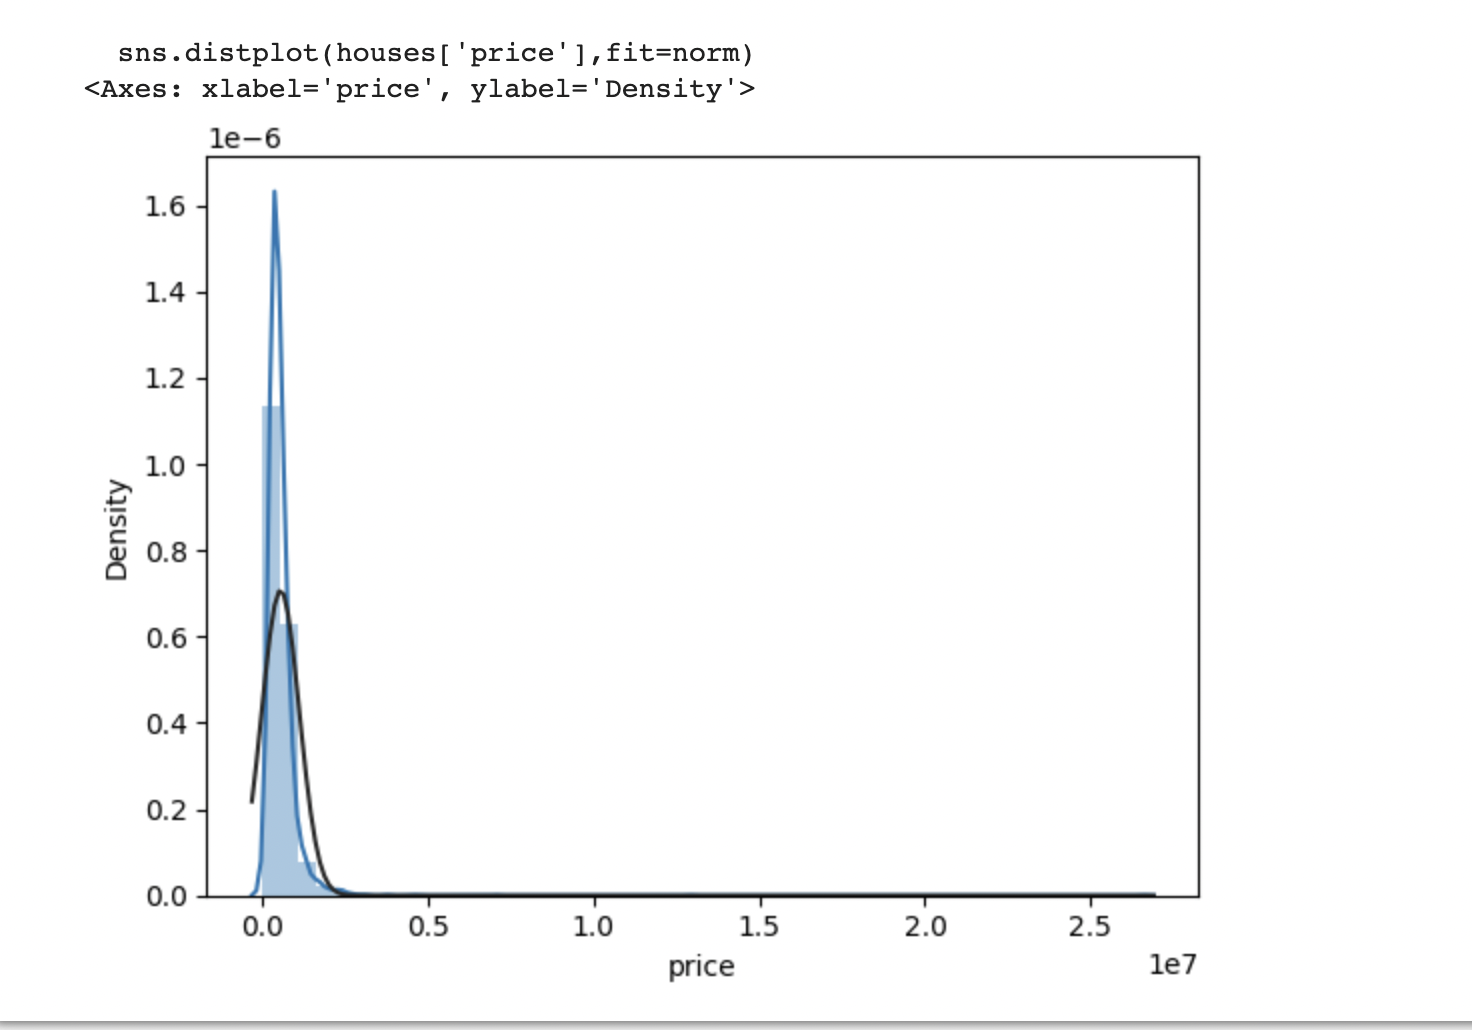 sns.distplot(houses['price'],fit=norm)
<Axes: xlabel='price', ylabel='Density'>
1e−6
1.6
1.4
1.2
1.0
0.8
0.6
0.4
0.2
0.0
Density
0.0 0.5 1.0 1.5 2.0 2.5
price
1e7